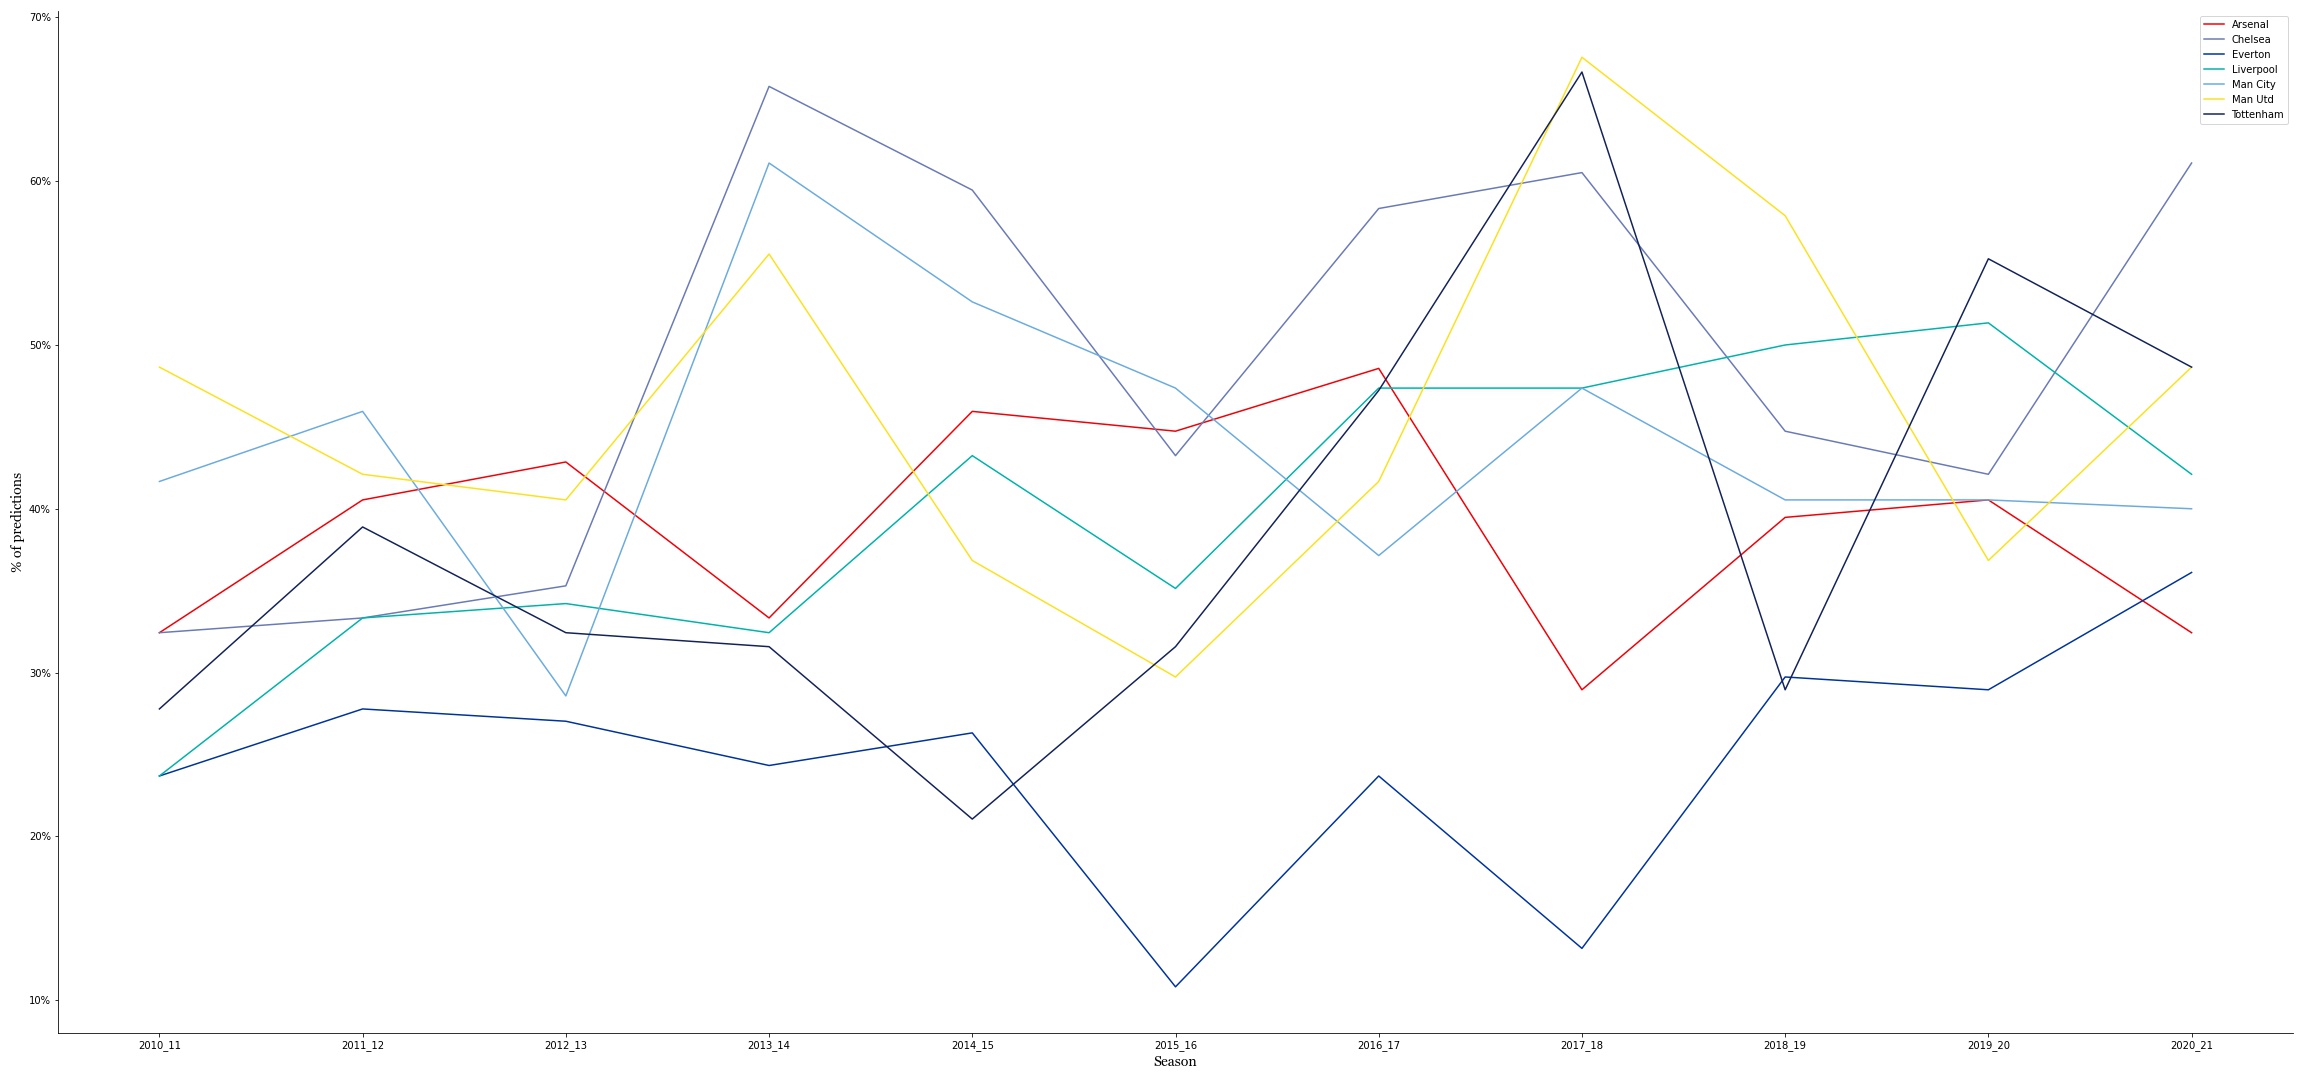 70%
60%
50%
40%
30%
20%
10%
% of predictions
Arsenal
Chelsea
Everton
Liverpool
Man City
Man Utd
Tottenham
2010_11 2011_12 2012_13 2013_14 2014_15 2015_16 2016_17 2017_18 2018_19 2019_20 2020_21
Season